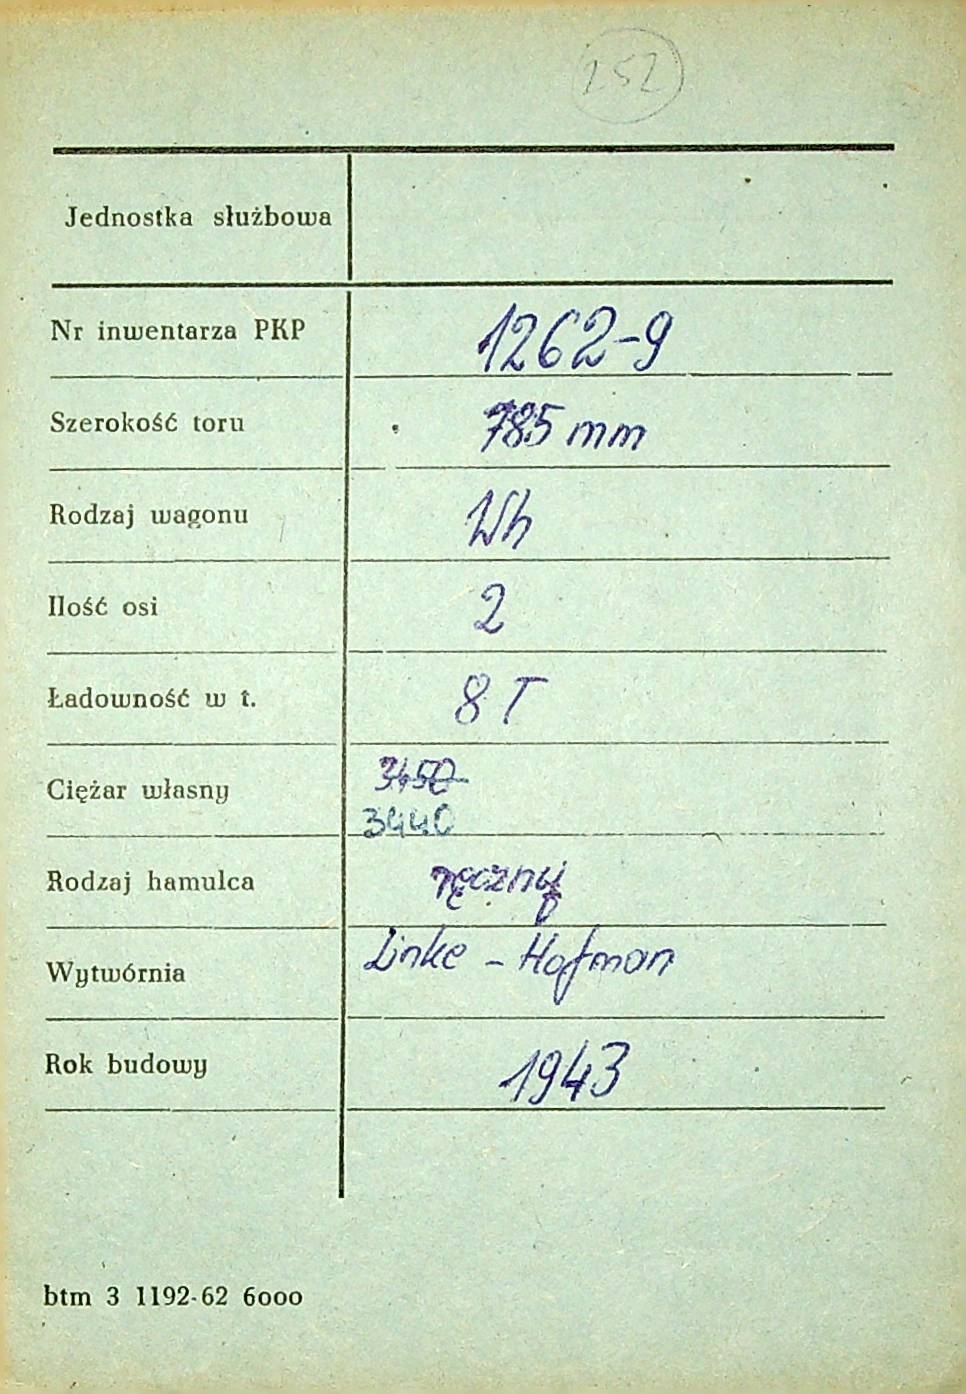 252
Jednostka służbowa
Nr inwentarza PKP 1262-9
Szerokość toru 785 mm
Rodzaj wagonu Wh
Ilość osi 2
Ładowność w t. 8 T
Ciężar własny 3450
3440
Rodzaj hamulca ręczny
Wytwórnia Linke - Hofman
Rok budowy 1943
btm 3 1192-62 6000